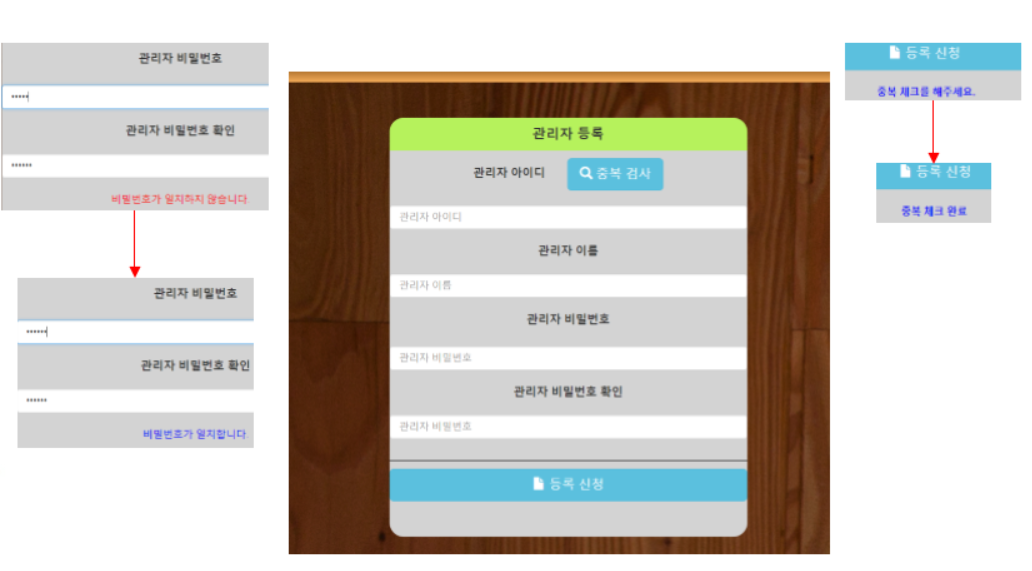 관리자 비밀번호
•••••
관리자 비밀번호 확인
••••••
비밀번호가 일치하지 않습니다.
관리자 비밀번호
••••••
관리자 비밀번호 확인
••••••
비밀번호가 일치합니다.
관리자 등록
관리자 아이디
중복 검사
관리자 아이디
관리자 이름
관리자 이름
관리자 비밀번호
관리자 비밀번호
관리자 비밀번호 확인
관리자 비밀번호
등록 신청
등록 신청
중복 체크를 해주세요.
등록 신청
중복 체크 완료